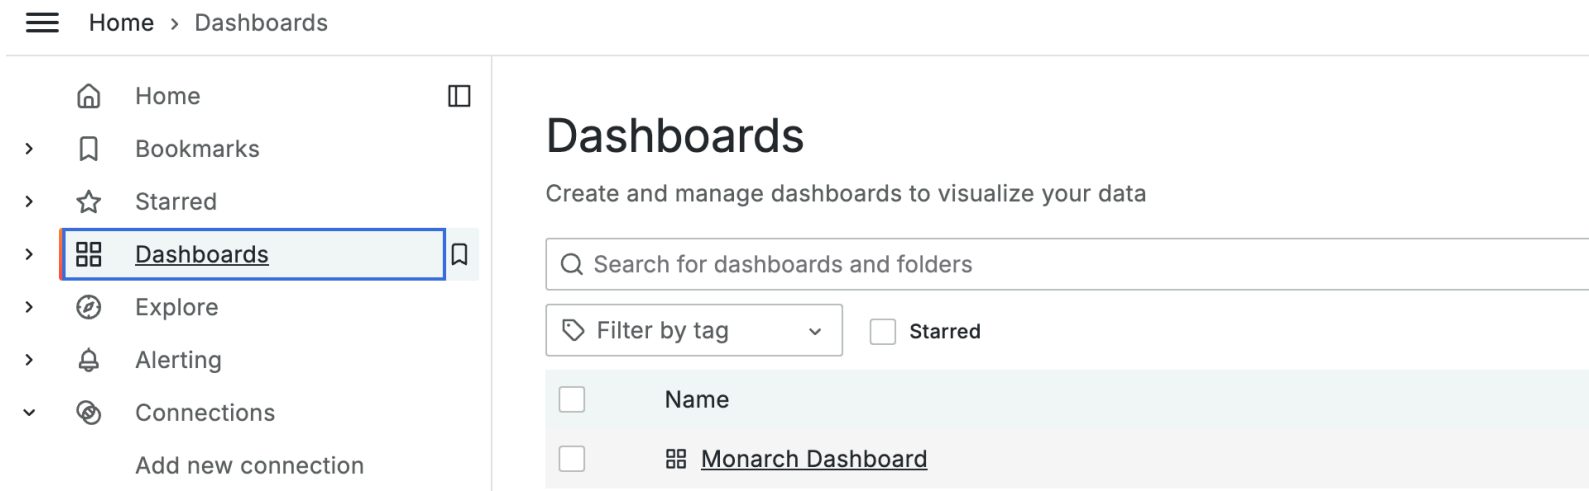 Home › Dashboards
Home
Bookmarks
Starred
Dashboards
Explore
Alerting
Connections
Add new connection
Dashboards
Create and manage dashboards to visualize your data
Search for dashboards and folders
Filter by tag
Starred
Name
Monarch Dashboard